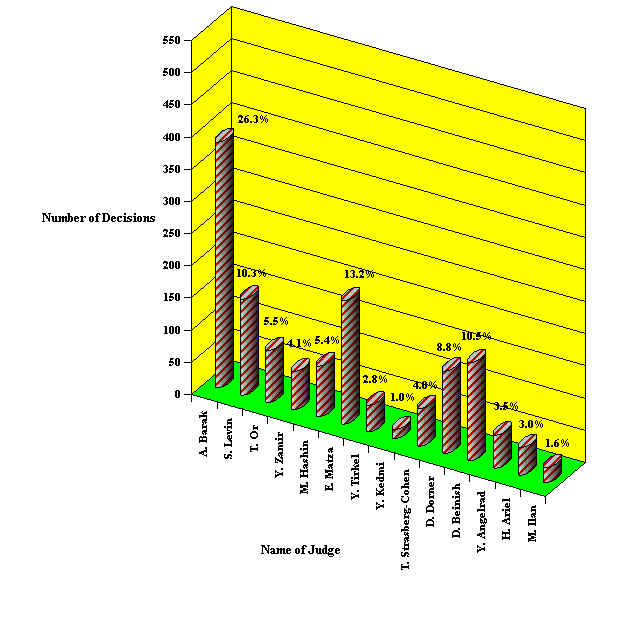 550
500
450
400
350
300
250
200
150
100
50
0
Number of Decisions
26.3%
10.3%
5.5%
4.1%
5.4%
13.2%
2.8%
1.0%
4.0%
8.8%
10.5%
3.5%
3.0%
1.6%
A. Barak
S. Levin
T. Or
Y. Zamir
M. Hashin
E. Matza
Y. Tirkel
Y. Kedmi
T. Strasberg-Cohen
D. Dorner
D. Beinish
Y. Angelrad
H. Ariel
M. Ilan
Name of Judge